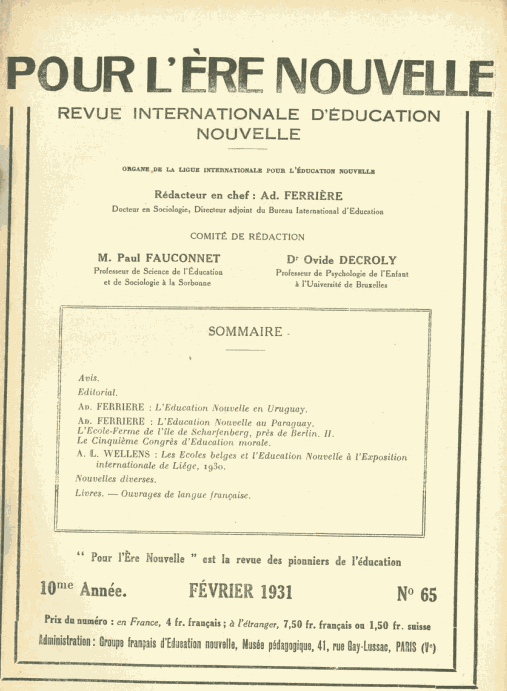 POUR L'ÈRE NOUVELLE
REVUE INTERNATIONALE D'ÉDUCATION
NOUVELLE
ORGANE DE LA LIGUE INTERNATIONALE POUR L'ÉDUCATION NOUVELLE
Rédacteur en chef : Ad. FERRIÈRE
Docteur en Sociologie, Directeur adjoint du Bureau International d'Education
COMITÉ DE RÉDACTION
M. Paul FAUCONNET
Professeur de Science de l'Éducation
et de Sociologie à la Sorbonne
Dr Ovide DECROLY
Professeur de Psychologie de l'Enfant
à l'Université de Bruxelles
SOMMAIRE
Avis.
Editorial.
AD. FERRIERE : L'Education Nouvelle en Uruguay.
AD. FERRIERE : L'Education Nouvelle au Paraguay.
L'Ecole-Ferme de l'île de Scharfenberg, près de Berlin. II.
Le Cinquième Congrès d'Education morale.
A. L. WELLENS : Les Ecoles belges et l'Education Nouvelle à l'Exposition
internationale de Liége, 1930.
Nouvelles diverses.
Livres. — Ouvrages de langue française.
" Pour l'Ère Nouvelle " est la revue des pionniers de l'éducation
10me Année. FÉVRIER 1931 No 65
Prix du numéro : en France, 4 fr. français ; à l'étranger, 7,50 fr. français ou 1,50 fr. suisse
Administration : Groupe français d'Education nouvelle, Musée pédagogique, 41, rue Gay-Lussac, PARIS (Ve)